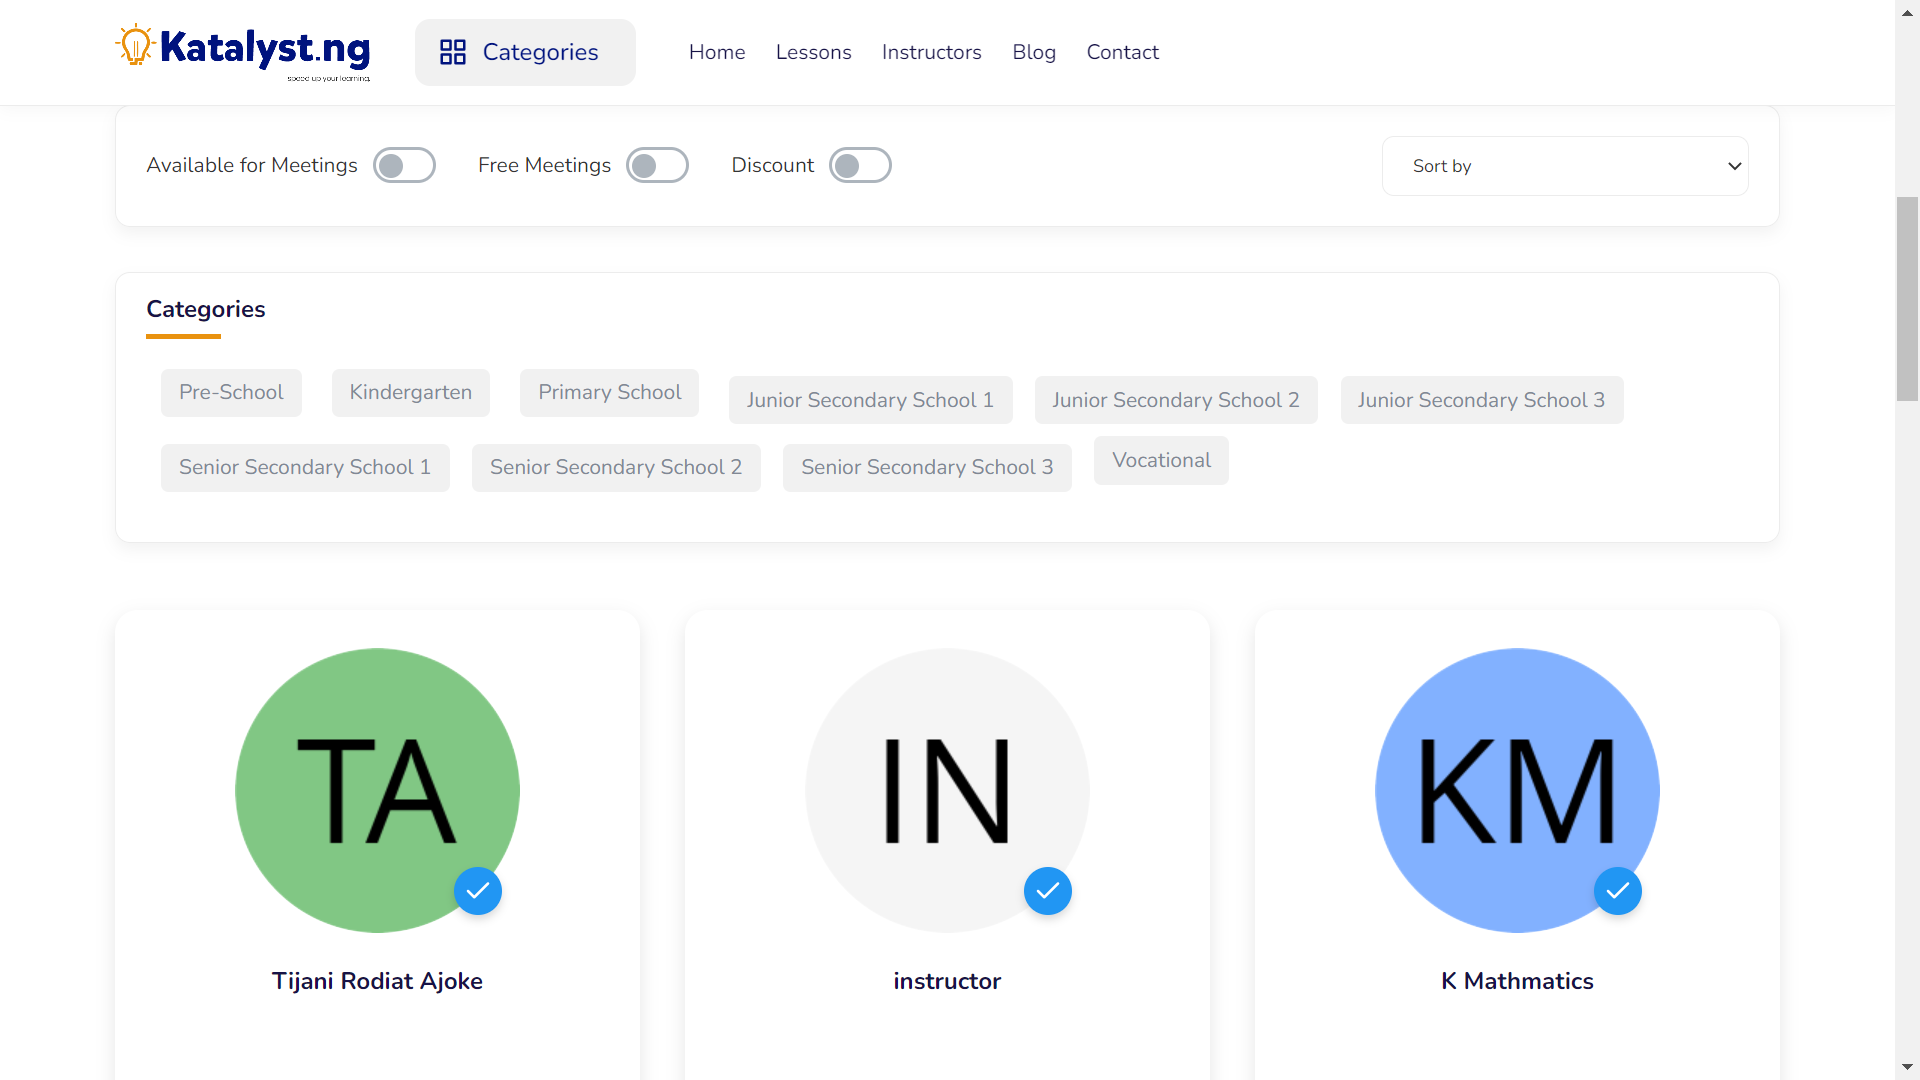 Katalyst.ng
speed up your learning.
Categories
Home Lessons Instructors Blog Contact
Available for Meetings Free Meetings Discount Sort by
Categories
Pre-School Kindergarten Primary School Junior Secondary School 1 Junior Secondary School 2 Junior Secondary School 3
Senior Secondary School 1 Senior Secondary School 2 Senior Secondary School 3 Vocational
TA IN KM
Tijani Rodiat Ajoke instructor K Mathmatics